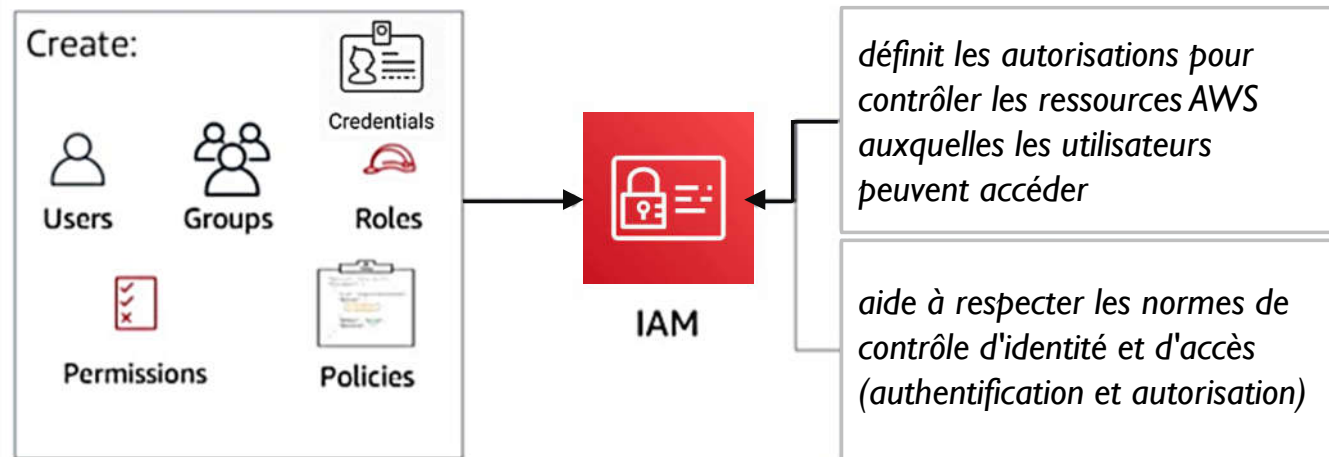 Create:
Credentials
Users
Groups
Roles
Permissions
Policies
IAM
définit les autorisations pour
contrôler les ressources AWS
auxquelles les utilisateurs
peuvent accéder
aide à respecter les normes de
contrôle d'identité et d'accès
(authentification et autorisation)